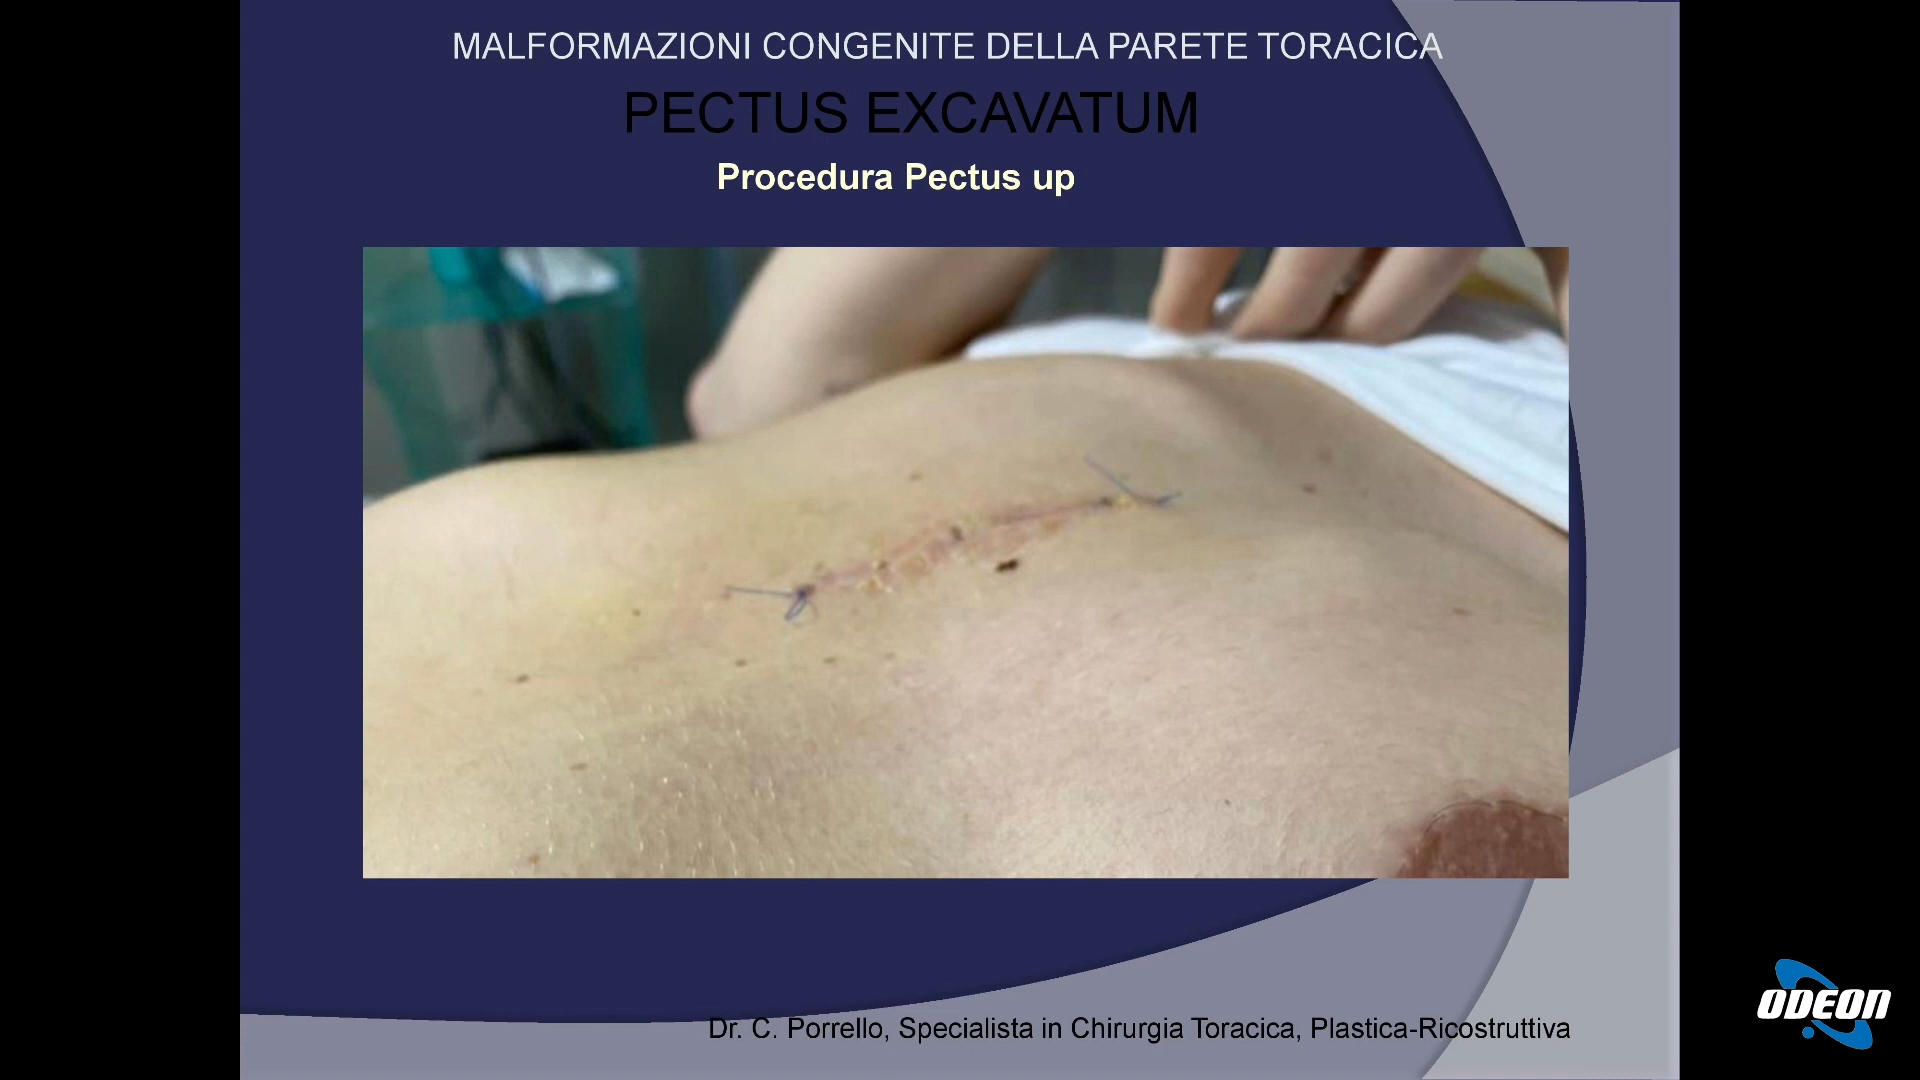 MALFORMAZIONI CONGENITE DELLA PARETE TORACICA
PECTUS EXCAVATUM
Procedura Pectus up
Dr. C. Porrello, Specialista in Chirurgia Toracica, Plastica-Ricostruttiva
ODEON